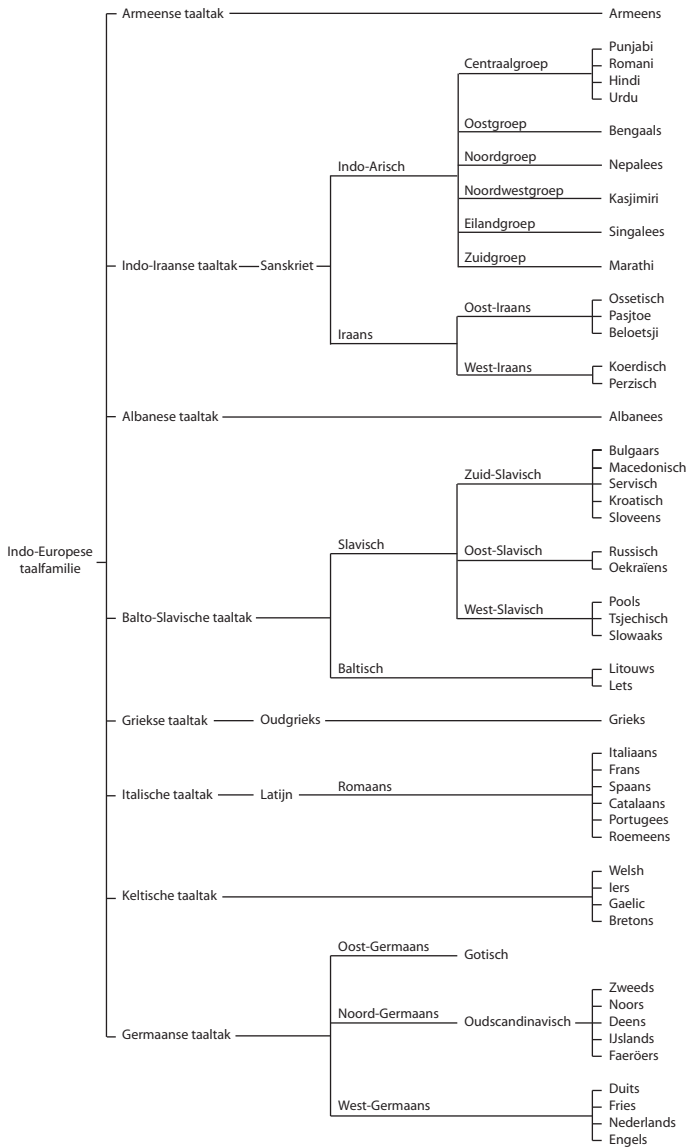 Armeense taaltak
Armeens
Centraalgroep
Punjabi
Romani
Hindi
Urdu
Oostgroep
Bengaals
Indo-Arisch
Noordgroep
Nepalees
Noordwestgroep
Kasjimiri
Eilandgroep
Singalees
Indo-Iraanse taaltak
Sanskriet
Zuidgroep
Marathi
Oost-Iraans
Ossetisch
Pasjtoe
Beloetsji
Iraans
West-Iraans
Koerdisch
Perzisch
Albanese taaltak
Albanees
Zuid-Slavisch
Bulgaars
Macedonisch
Servisch
Kroatisch
Sloveens
Indo-Europese
taalfamilie
Slavisch
Oost-Slavisch
Russisch
Oekraïens
Balto-Slavische taaltak
West-Slavisch
Pools
Tsjechisch
Slowaaks
Baltisch
Litouws
Lets
Griekse taaltak
Oudgrieks
Grieks
Italische taaltak
Latijn
Romaans
Italiaans
Frans
Spaans
Catalaans
Portugees
Roemeens
Keltische taaltak
Welsh
Iers
Gaelic
Bretons
Oost-Germaans
Gotisch
Germaanse taaltak
Noord-Germaans
Oudscandinavisch
Zweeds
Noors
Deens
IJslands
Faeröers
West-Germaans
Duits
Fries
Nederlands
Engels